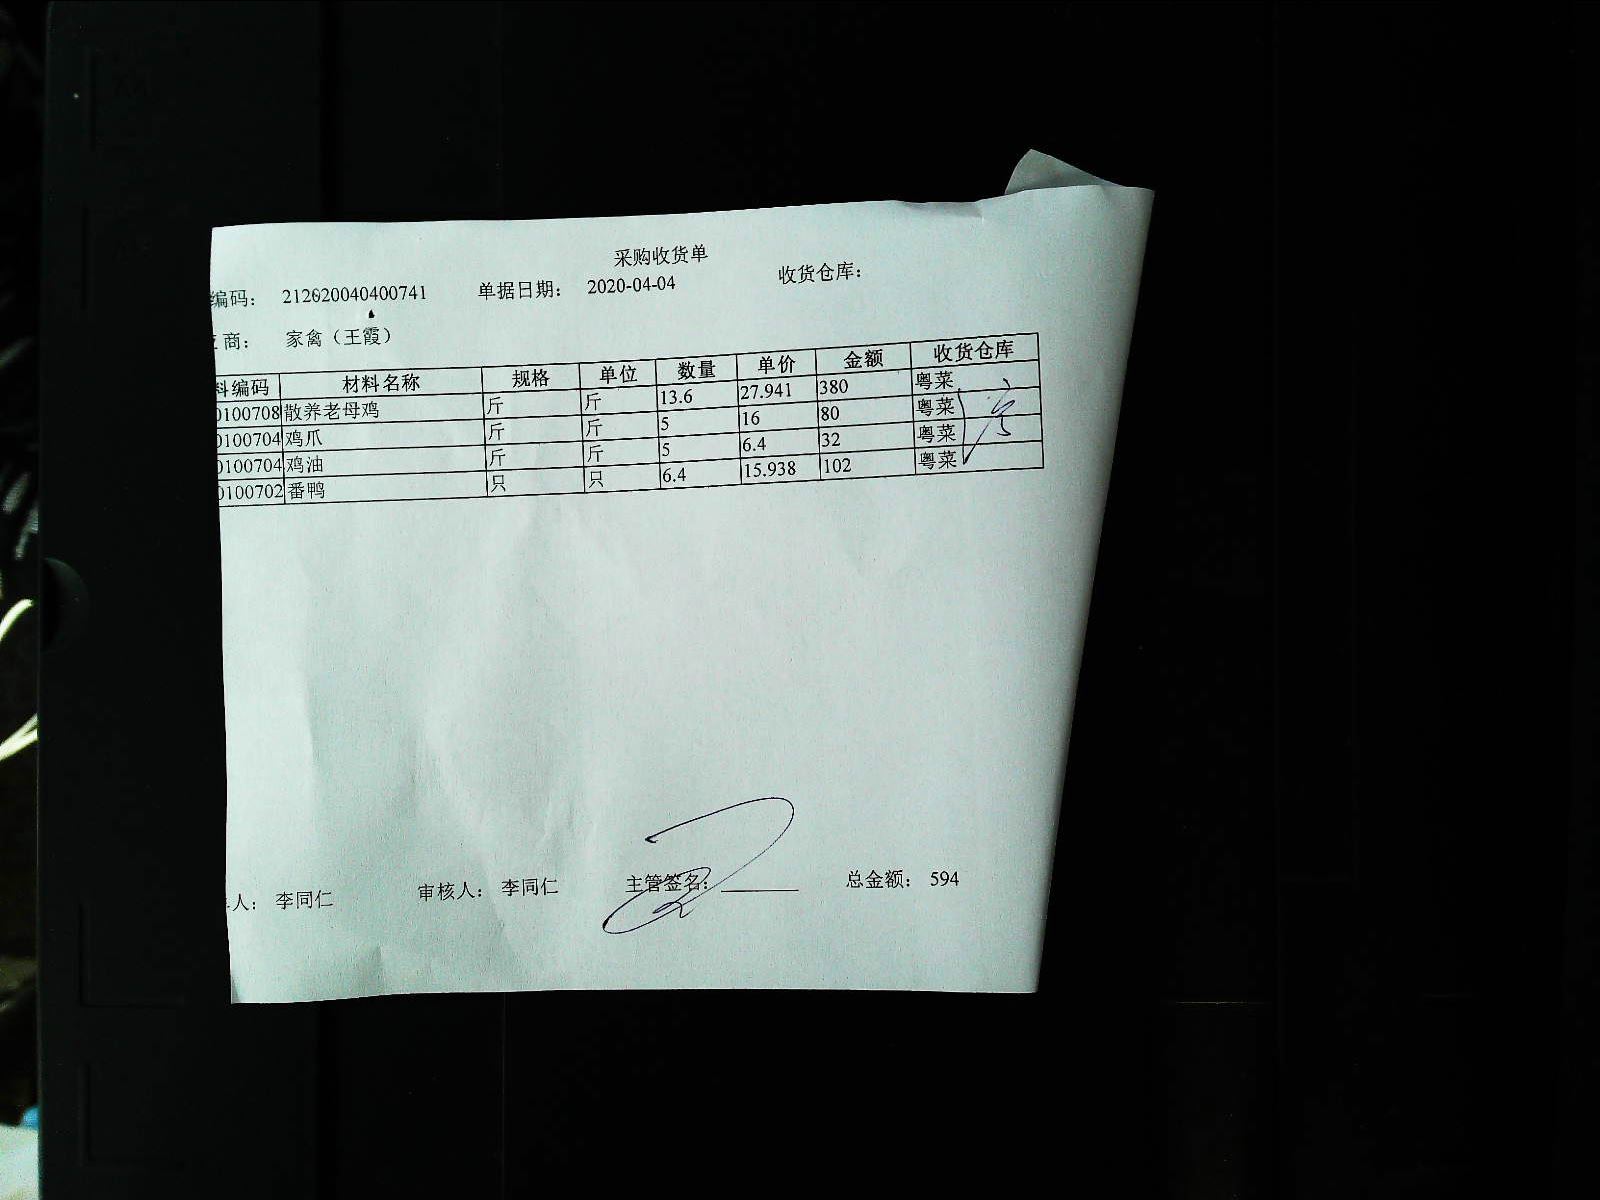 采购收货单
编码: 212020040400741 单据日期: 2020-04-04 收货仓库:
商: 家禽（王霞）
料编码 材料名称 规格 单位 数量 单价 金额 收货仓库
0100708 散养老母鸡 斤 斤 13.6 27.941 380 粤菜
0100704 鸡爪 斤 斤 5 16 80 粤菜
0100704 鸡油 斤 斤 5 6.4 32 粤菜
0100702 番鸭 只 只 6.4 15.938 102 粤菜
人: 李同仁 审核人: 李同仁 主管签名: 总金额: 594